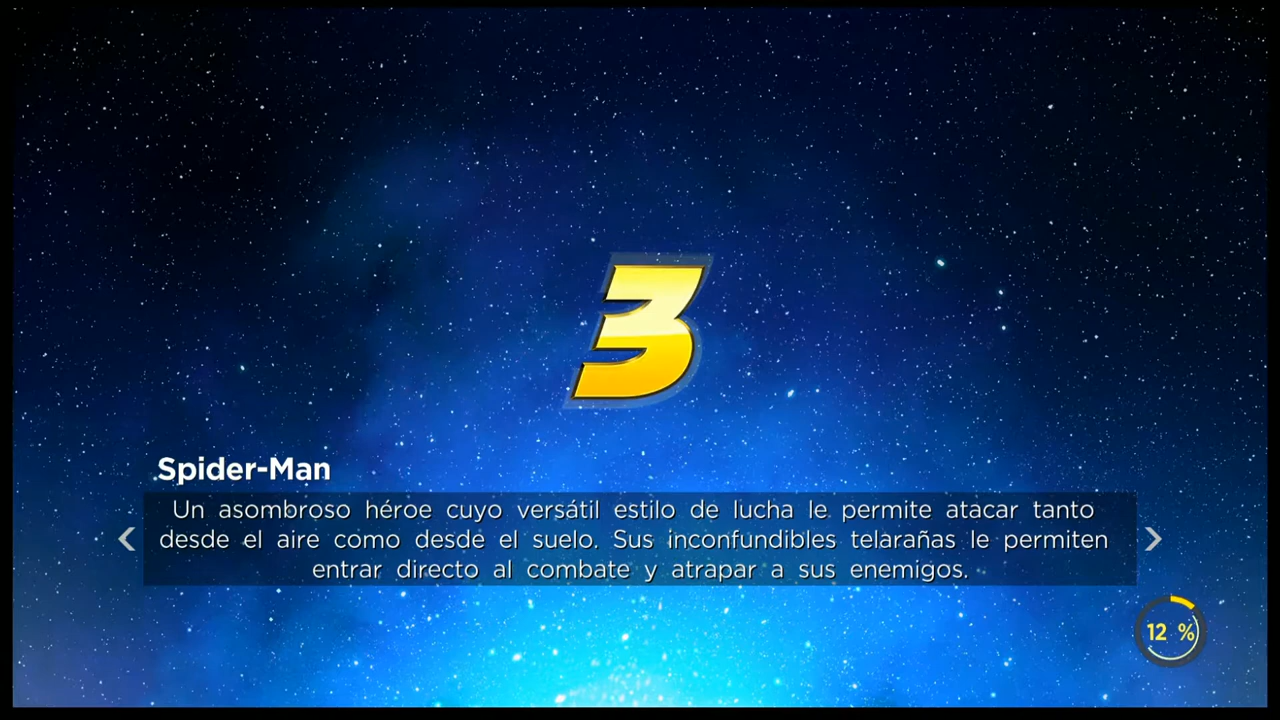 3
Spider-Man
Un asombroso héroe cuyo versátil estilo de lucha le permite atacar tanto
desde el aire como desde el suelo. Sus inconfundibles telarañas le permiten
entrar directo al combate y atrapar a sus enemigos.
12 %